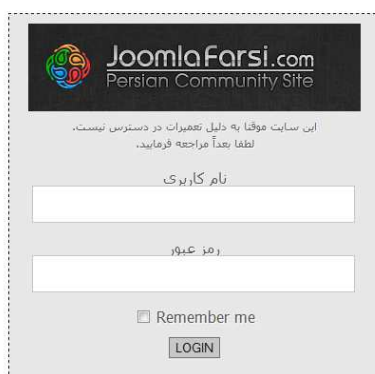 JoomlaFarsi.com
Persian Community Site
این سایت موقتا به دلیل تعمیرات در دسترس نیست.
لطفا بعداً مراجعه فرمایید.
نام کاربری
رمز عبور
Remember me
LOGIN